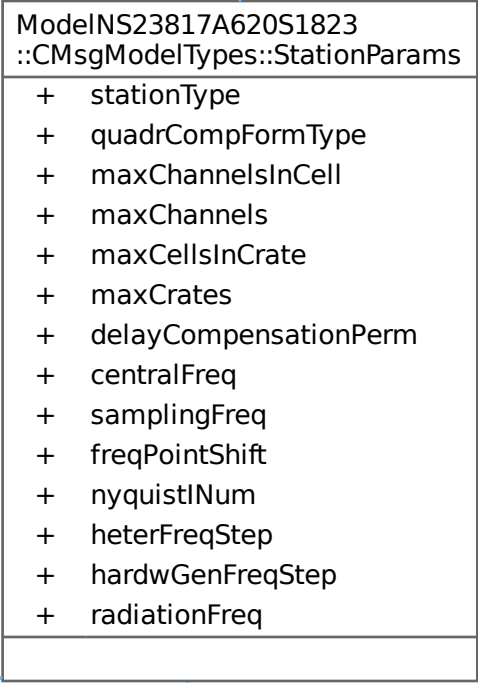 ModelNS23817A620S1823
::CMsgModelTypes::StationParams
+ stationType
+ quadrCompFormType
+ maxChannelsInCell
+ maxChannels
+ maxCellsInCrate
+ maxCrates
+ delayCompensationPerm
+ centralFreq
+ samplingFreq
+ freqPointShift
+ nyquistINum
+ heterFreqStep
+ hardwGenFreqStep
+ radiationFreq